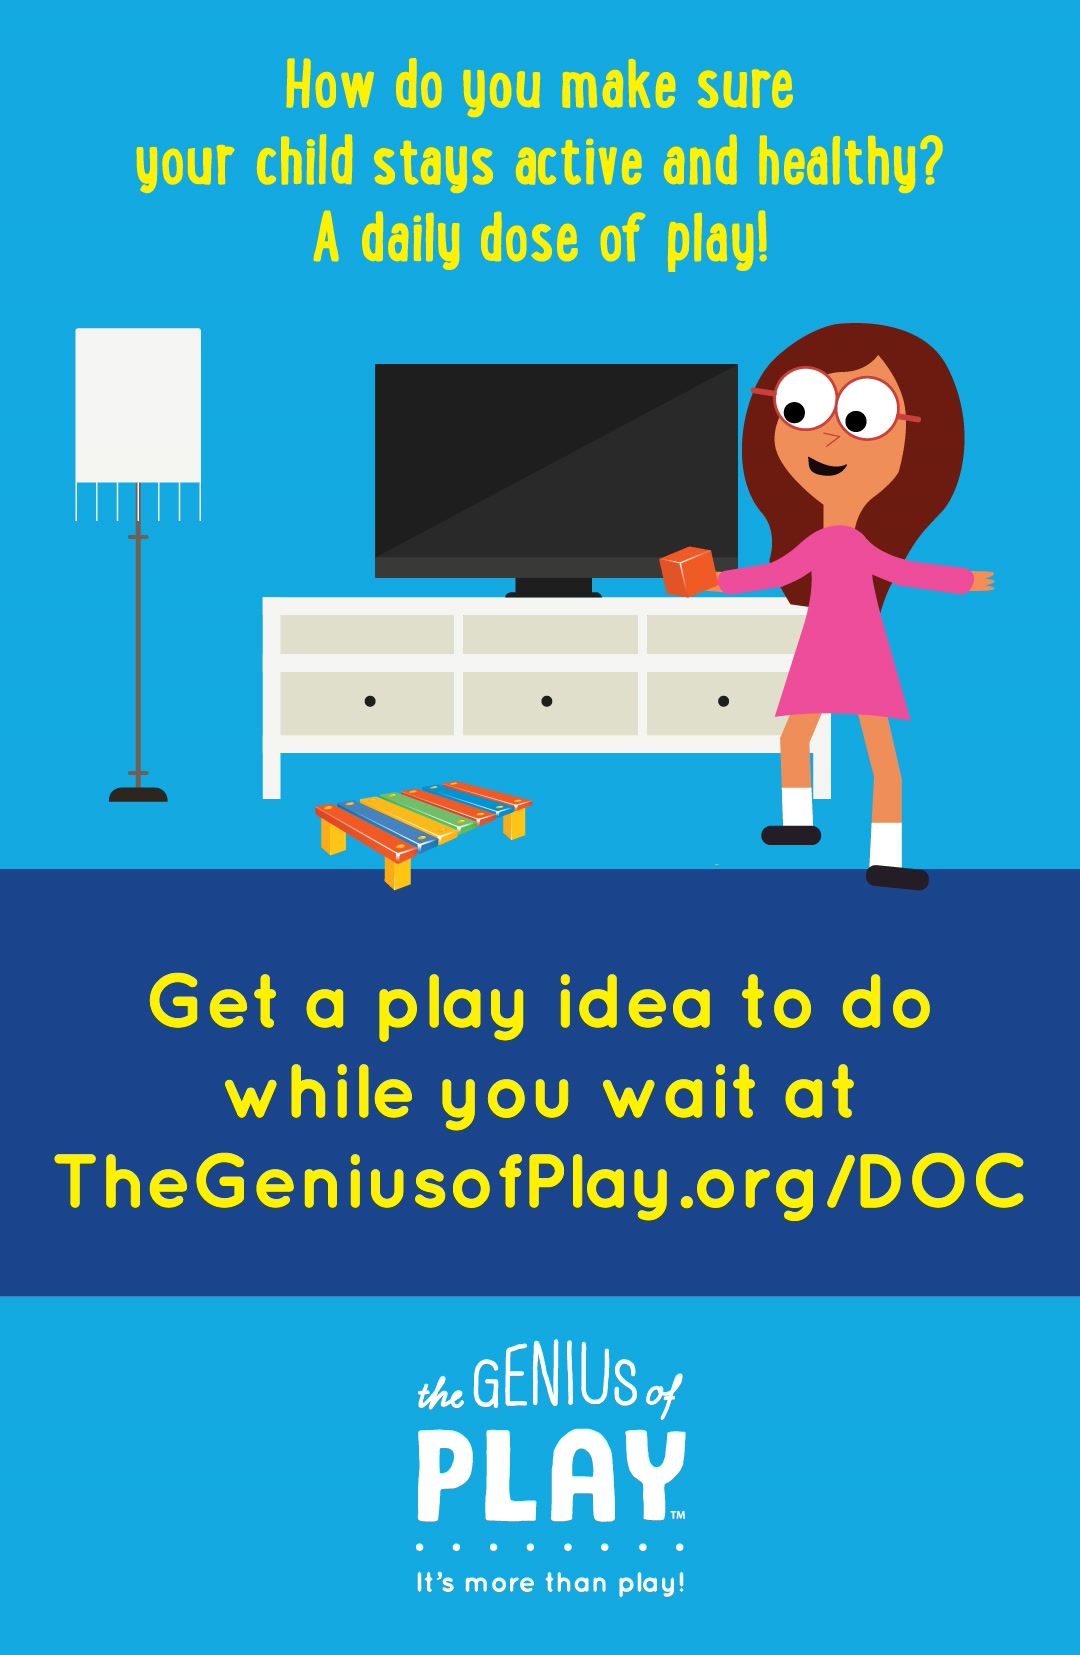 How do you make sure
your child stays active and healthy?
A daily dose of play!
Get a play idea to do
while you wait at
TheGeniusofPlay.org/DOC
the GENIUS of
PLAY™
It's more than play!